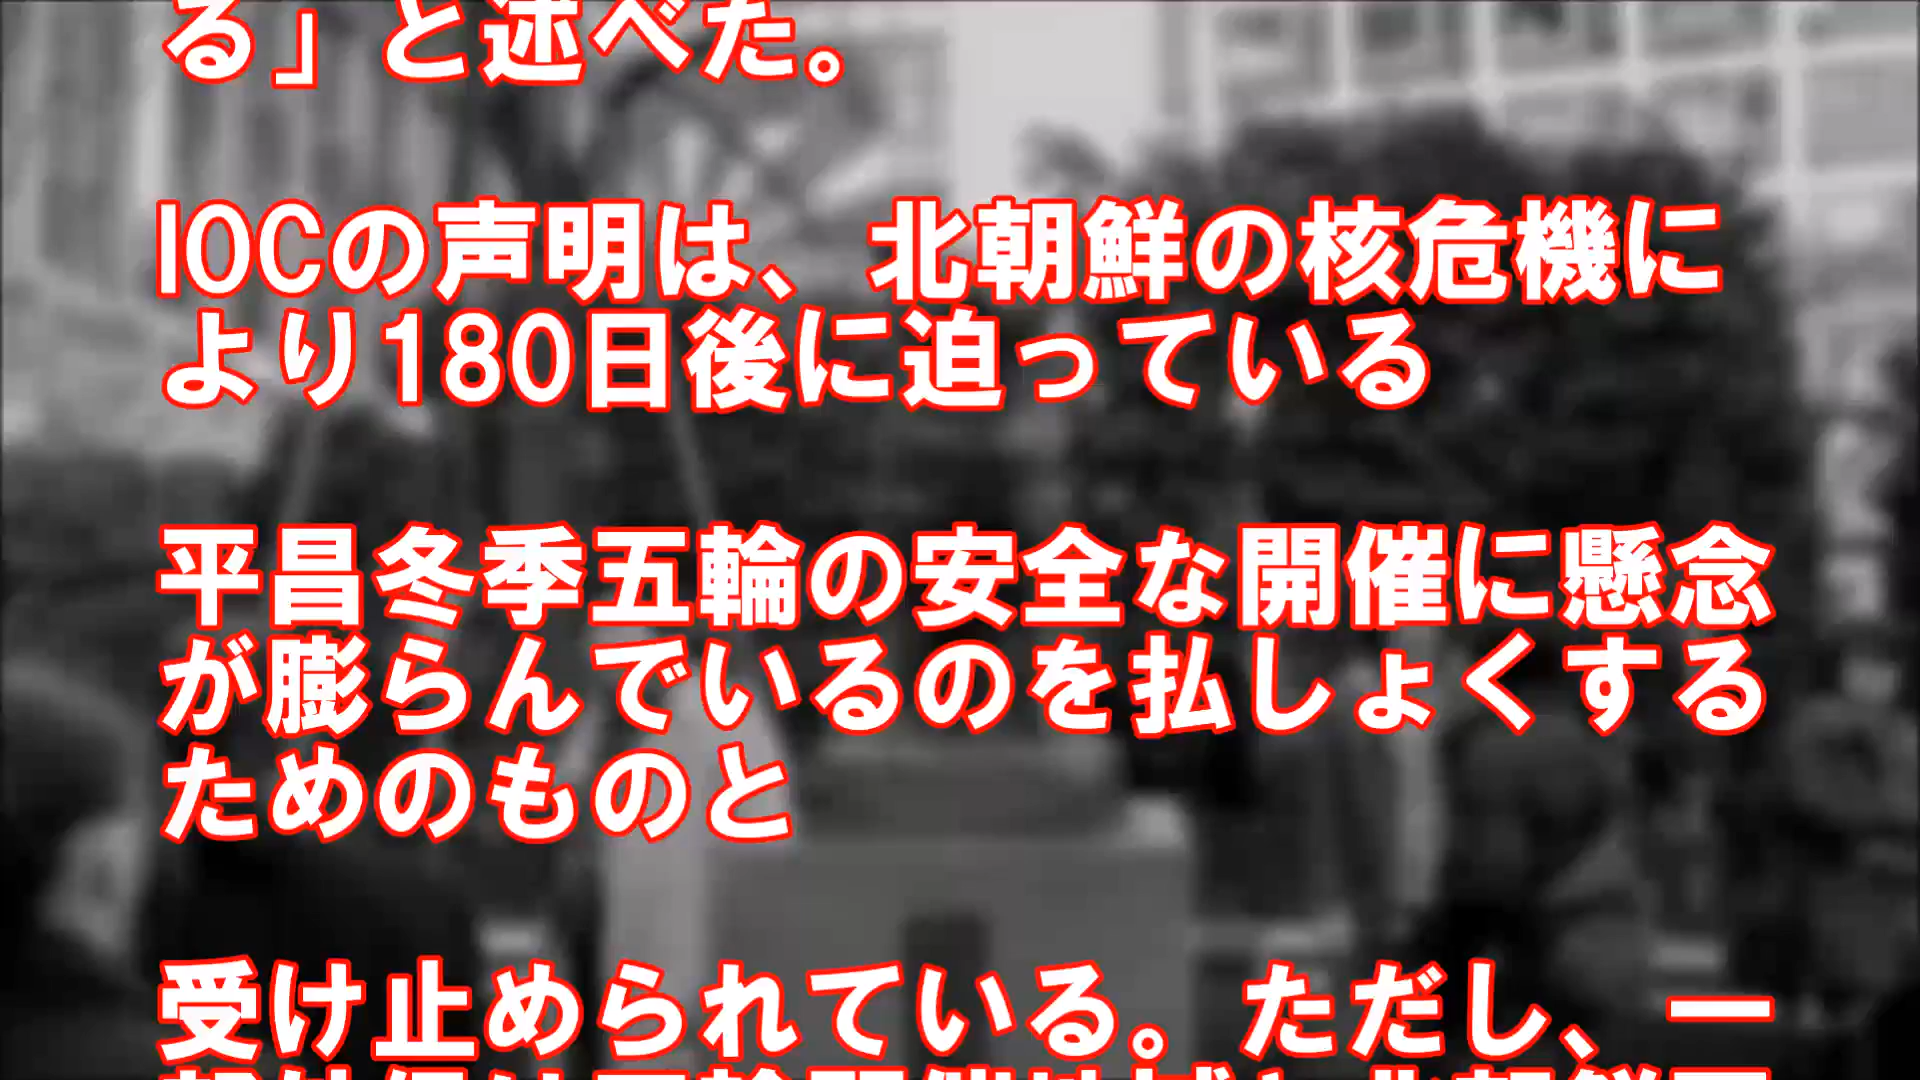 る」と述べた。
IOCの声明は、北朝鮮の核危機に
より180日後に迫っている
平昌冬季五輪の安全な開催に懸念
が膨らんでいるのを払しょくする
ためのものと
受け止められている。ただし、一